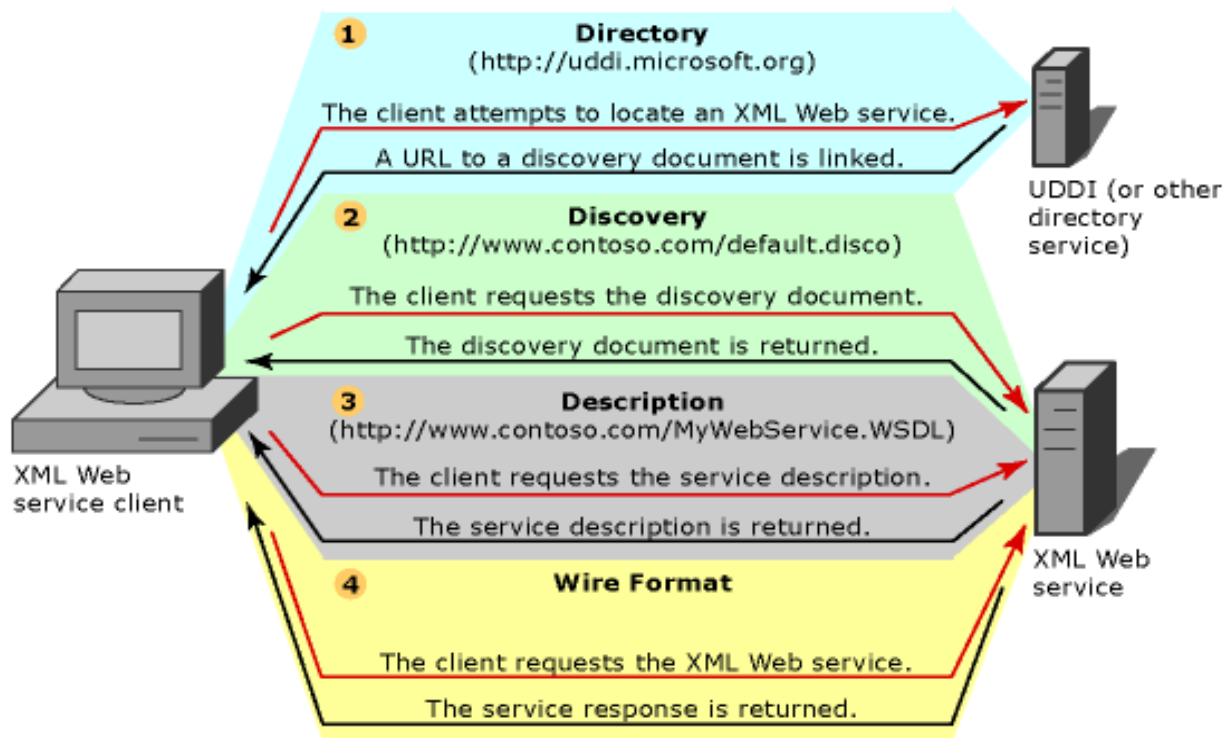 1 Directory
(http://uddi.microsoft.org)
The client attempts to locate an XML Web service.
A URL to a discovery document is linked.
UDDI (or other
directory
service)
2 Discovery
(http://www.contoso.com/default.disco)
The client requests the discovery document.
The discovery document is returned.
3 Description
(http://www.contoso.com/MyWebService.WSDL)
The client requests the service description.
The service description is returned.
XML Web
service client
XML Web
service
4 Wire Format
The client requests the XML Web service.
The service response is returned.